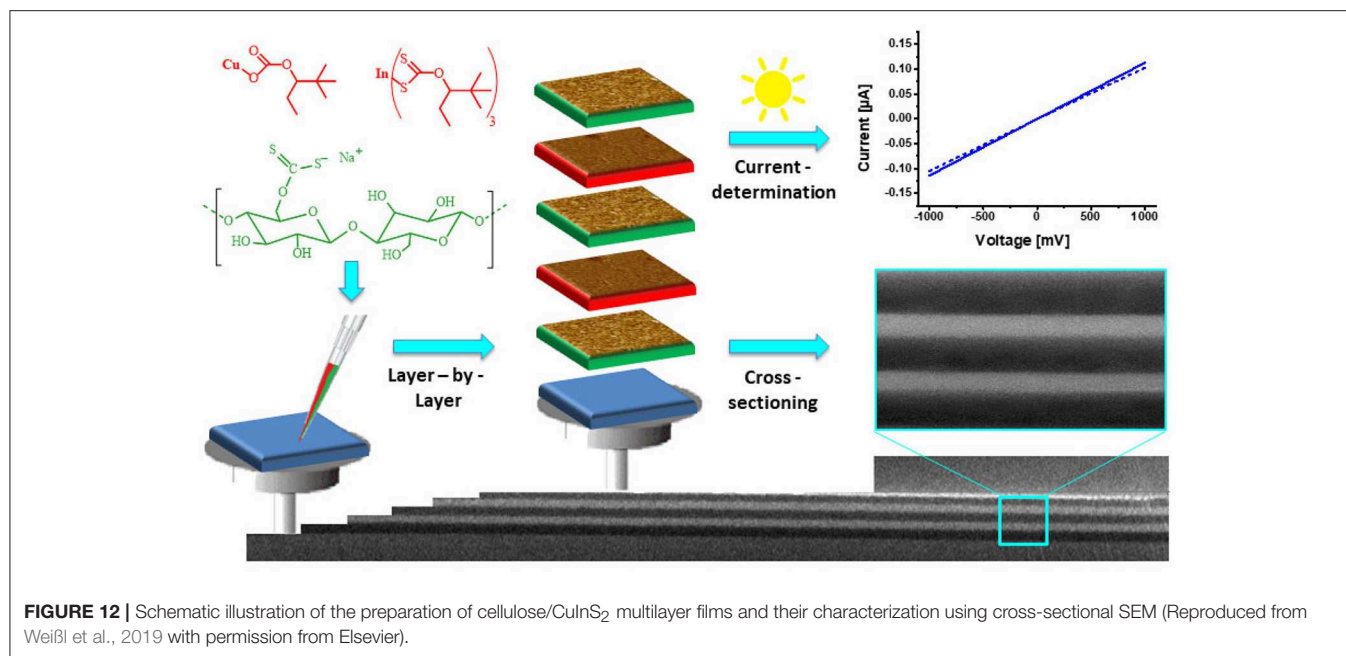 Cu
O
O
O
In
S
S
O
3
S
S⁻ Na⁺
C
O
O
HO
OH
O
O
HO
OH
HO
O
O
Layer – by -
Layer
Current -
determination
Cross -
sectioning
0.15
0.10
0.05
0.00
-0.05
-0.10
-0.15
Current [µA]
-1000 -500 0 500 1000
Voltage [mV]
FIGURE 12 | Schematic illustration of the preparation of cellulose/CuInS₂ multilayer films and their characterization using cross-sectional SEM (Reproduced from
Weißl et al., 2019 with permission from Elsevier).